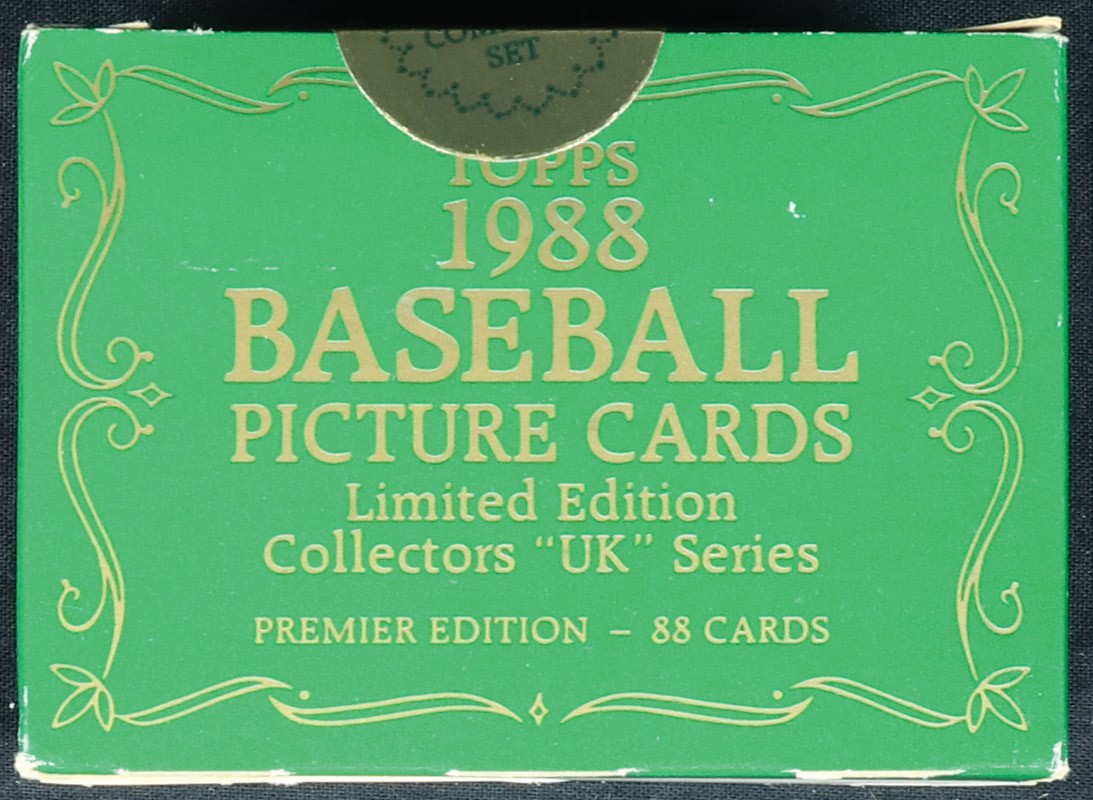 SET
TOPPS
1988
BASEBALL
PICTURE CARDS
Limited Edition
Collectors “UK” Series
PREMIER EDITION – 88 CARDS